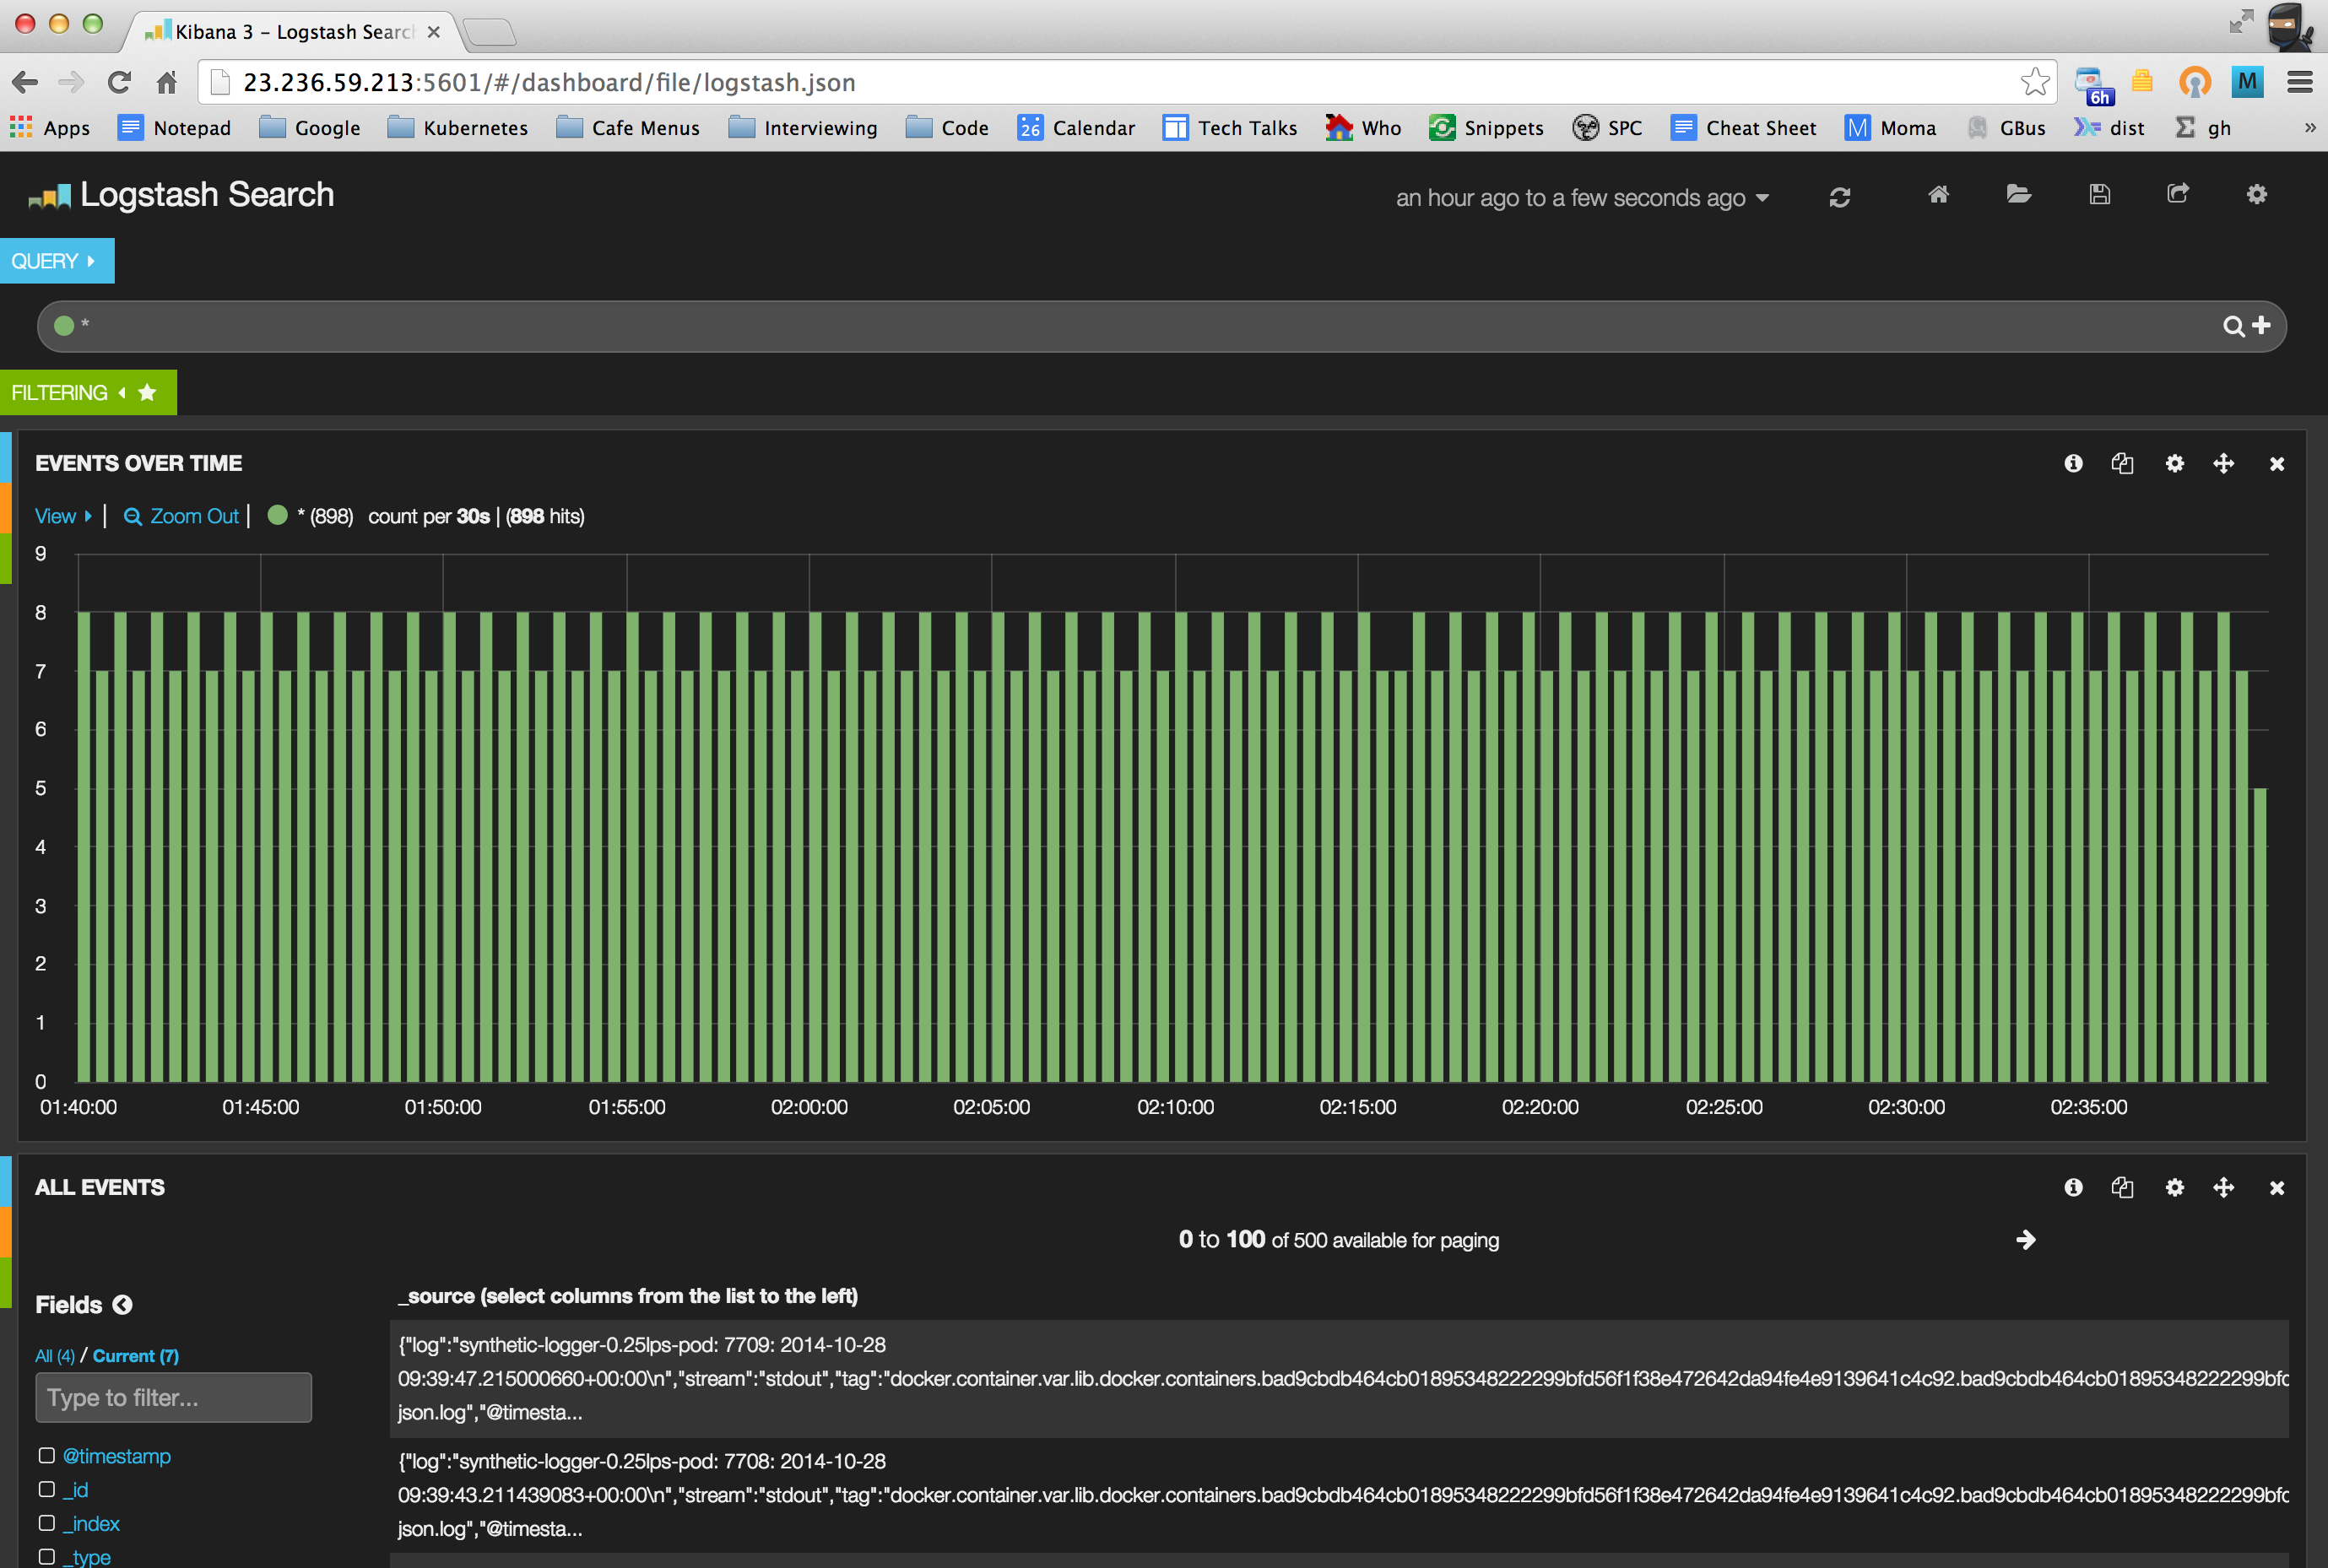 Kibana 3 – Logstash Search
23.236.59.213:5601/#/dashboard/file/logstash.json
6h
M
Apps Notepad Google Kubernetes Cafe Menus Interviewing Code 26 Calendar Tech Talks Who Snippets SPC Cheat Sheet M Moma GBus dist Σ gh »
Logstash Search
an hour ago to a few seconds ago
QUERY
*
FILTERING
EVENTS OVER TIME
View | Zoom Out | * (898) count per 30s | (898 hits)
9
8
7
6
5
4
3
2
1
0
01:40:00 01:45:00 01:50:00 01:55:00 02:00:00 02:05:00 02:10:00 02:15:00 02:20:00 02:25:00 02:30:00 02:35:00
ALL EVENTS
0 to 100 of 500 available for paging
Fields
_source (select columns from the list to the left)
All (4) / Current (7)
Type to filter...
@timestamp
_id
_index
_type
{"log":"synthetic-logger-0.25lps-pod: 7709: 2014-10-28
09:39:47.215000660+00:00\n","stream":"stdout","tag":"docker.container.var.lib.docker.containers.bad9cbdb464cb01895348222299bfd56f1f38e472642da94fe4e9139641c4c92.bad9cbdb464cb01895348222299bfd
json.log","@timesta...
{"log":"synthetic-logger-0.25lps-pod: 7708: 2014-10-28
09:39:43.211439083+00:00\n","stream":"stdout","tag":"docker.container.var.lib.docker.containers.bad9cbdb464cb01895348222299bfd56f1f38e472642da94fe4e9139641c4c92.bad9cbdb464cb01895348222299bfd
json.log","@timesta...